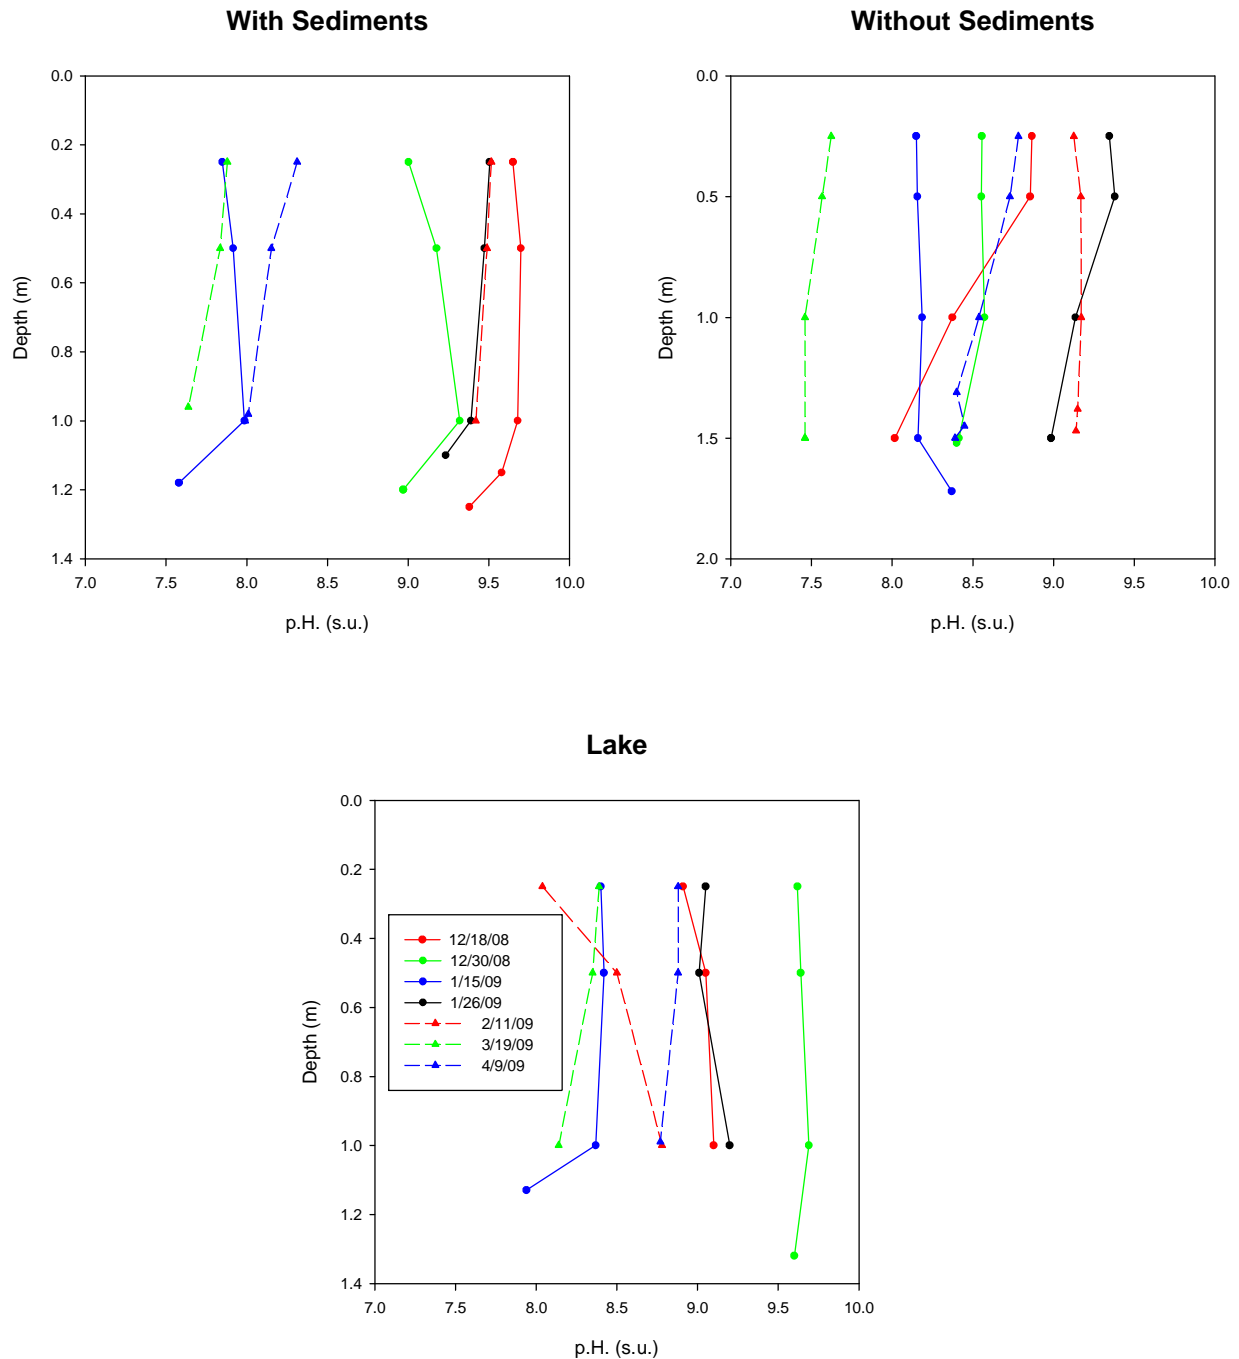 With Sediments
Without Sediments
0.0
0.2
0.4
0.6
0.8
1.0
1.2
1.4
Depth (m)
7.0 7.5 8.0 8.5 9.0 9.5 10.0
p.H. (s.u.)
0.0
0.5
1.0
1.5
2.0
Depth (m)
7.0 7.5 8.0 8.5 9.0 9.5 10.0
p.H. (s.u.)
Lake
0.0
0.2
0.4
0.6
0.8
1.0
1.2
1.4
Depth (m)
12/18/08
12/30/08
1/15/09
1/26/09
2/11/09
3/19/09
4/9/09
7.0 7.5 8.0 8.5 9.0 9.5 10.0
p.H. (s.u.)